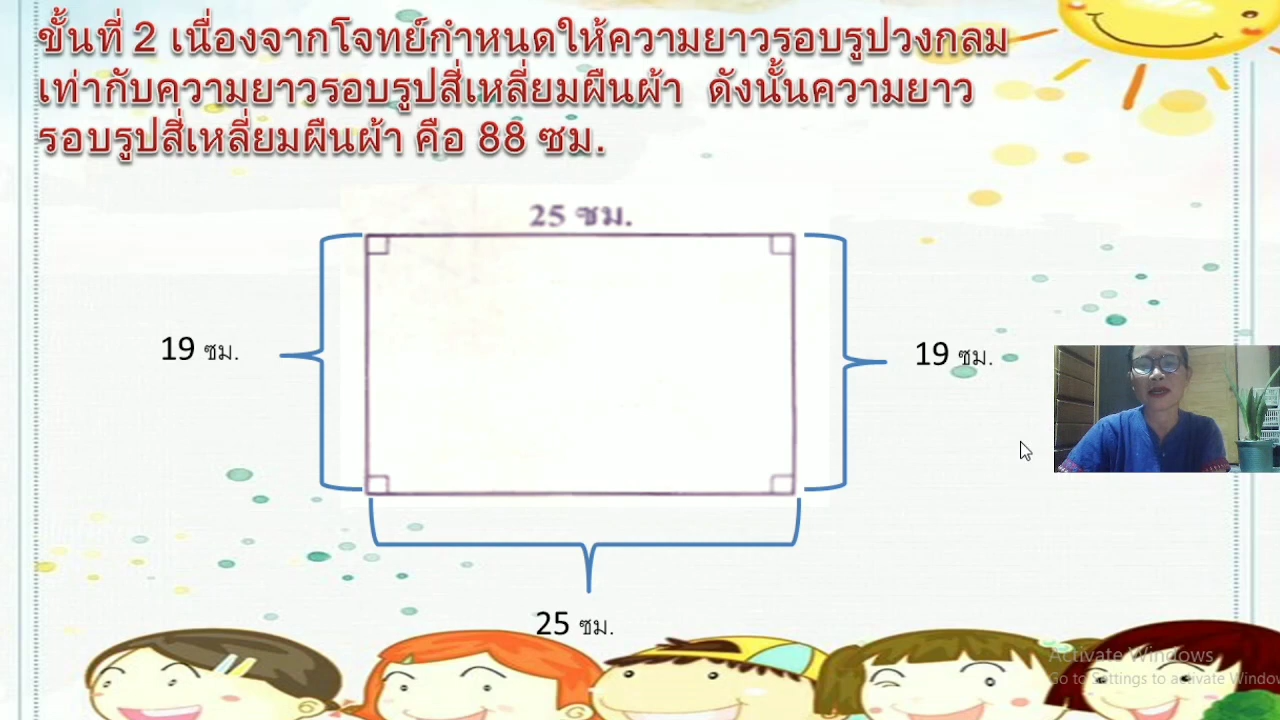 ขั้นที่ 2 เนื่องจากโจทย์กำหนดให้ความยาวรอบรูปวงกลม
เท่ากับความยาวรอบรูปสี่เหลี่ยมผืนผ้า ดังนั้นความยาว
รอบรูปสี่เหลี่ยมผืนผ้า คือ 88 ซม.
25 ซม.
19 ซม.
19 ซม.
25 ซม.
Activate Windows
Go to Settings to activate Windo